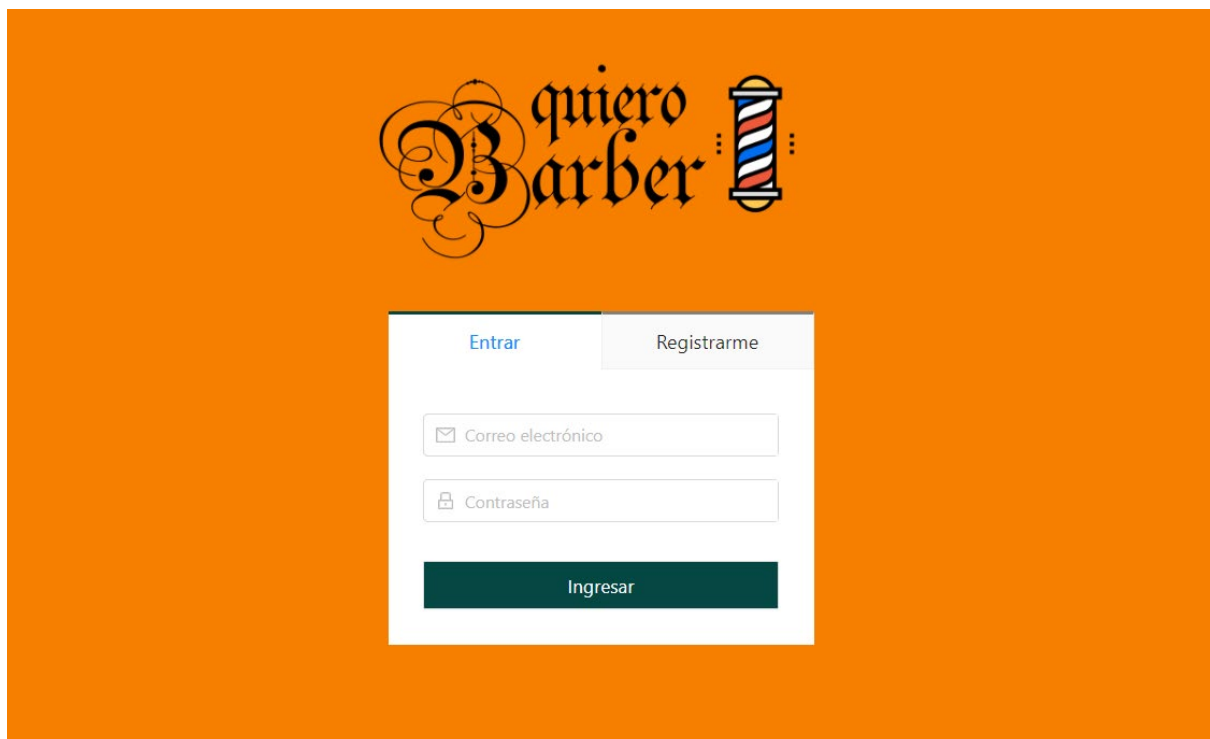 quiero
Barber
Entrar
Registrarme
Correo electrónico
Contraseña
Ingresar